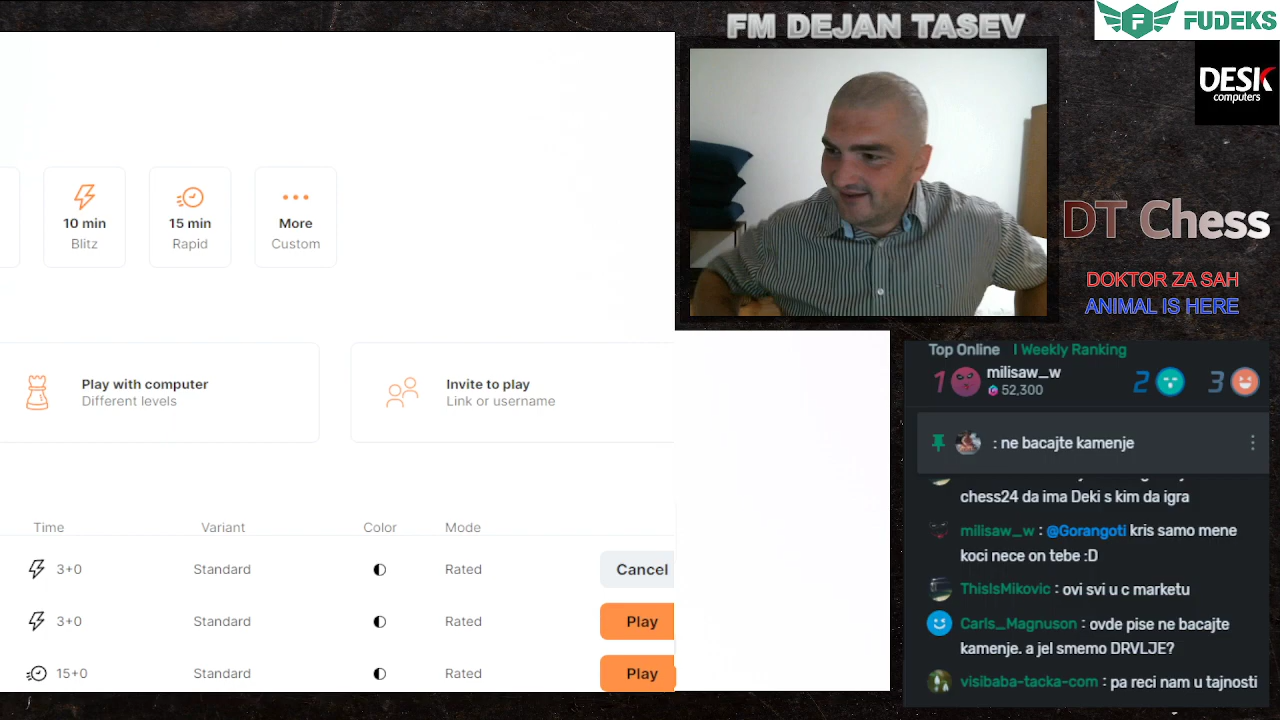 FM DEJAN TASEV
FUDEKS
DESK
computers
10 min
Blitz
15 min
Rapid
More
Custom
DT Chess
DOKTOR ZA SAH
ANIMAL IS HERE
Play with computer
Different levels
Invite to play
Link or username
Time Variant Color Mode
3+0 Standard Rated Cancel
3+0 Standard Rated Play
15+0 Standard Rated Play
Top Online Weekly Ranking
1 milisaw_w 2 3
52,300
: ne bacajte kamenje
chess24 da ima Deki s kim da igra
milisaw_w : @Gorangoti kris samo mene
koci nece on tebe :D
ThisIsMikovic : ovi svi u c marketu
Carls_Magnuson : ovde pise ne bacajte
kamenje. a jel smemo DRVLJE?
visibaba-tacka-com : pa reci nam u tajnosti